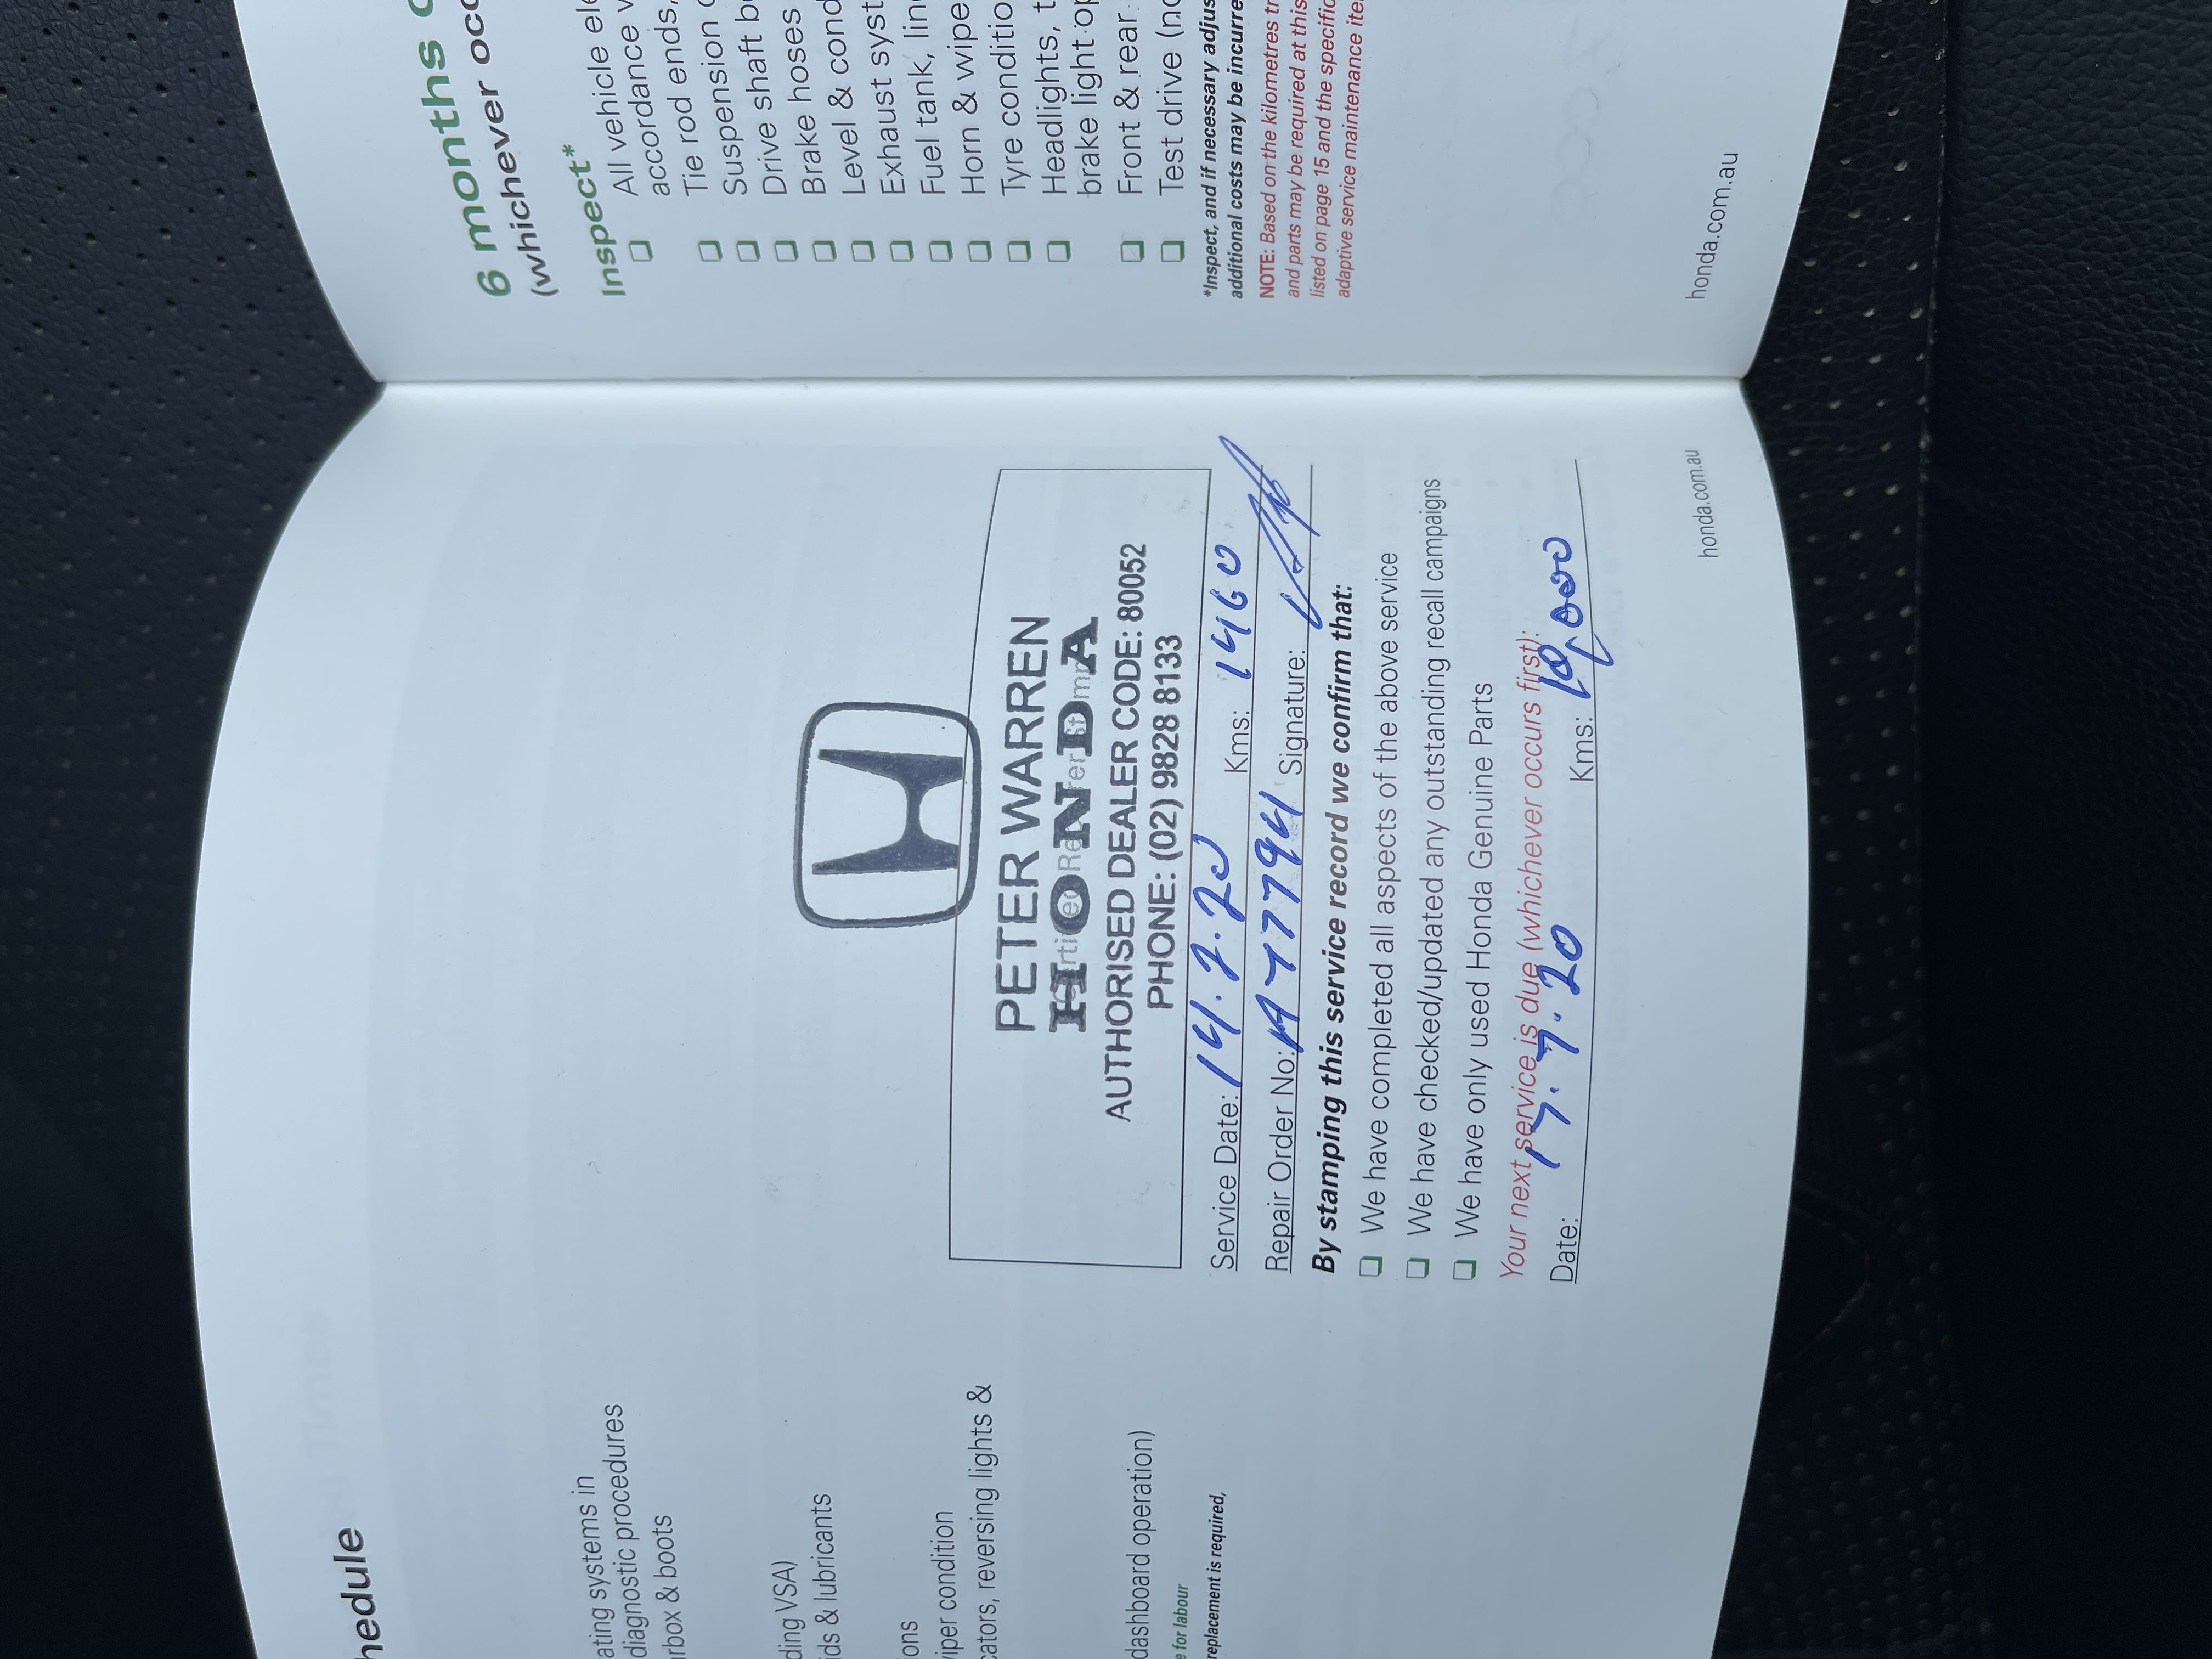 hedule
ating systems in
diagnostic procedures
rbox & boots
ding VSA)
ds & lubricants
ons
viper condition
cators, reversing lights &
dashboard operation)
e for labour
replacement is required,
PETER WARREN
HONDA
AUTHORISED DEALER CODE: 80052
PHONE: (02) 9828 8133
Service Date: 14.7.20 Kms: 1460
Repair Order No: A77794 Signature:
By stamping this service record we confirm that:
❏ We have completed all aspects of the above service
❏ We have checked/updated any outstanding recall campaigns
❏ We have only used Honda Genuine Parts
Your next service is due (whichever occurs first):
Date: 17.7.20 Kms: 10,000
honda.com.au
6 months o
(whichever occ
Inspect*
❏ All vehicle ele
accordance v
❏ Tie rod ends,
❏ Suspension
❏ Drive shaft b
❏ Brake hoses
❏ Level & cond
❏ Exhaust syst
❏ Fuel tank, lin
❏ Horn & wipe
❏ Tyre conditio
❏ Headlights, t
brake light op
❏ Front & rear
❏ Test drive (no
*Inspect, and if necessary adjus
additional costs may be incurre
NOTE: Based on the kilometres tr
and parts may be required at this
listed on page 15 and the specific
adaptive service maintenance ite
honda.com.au